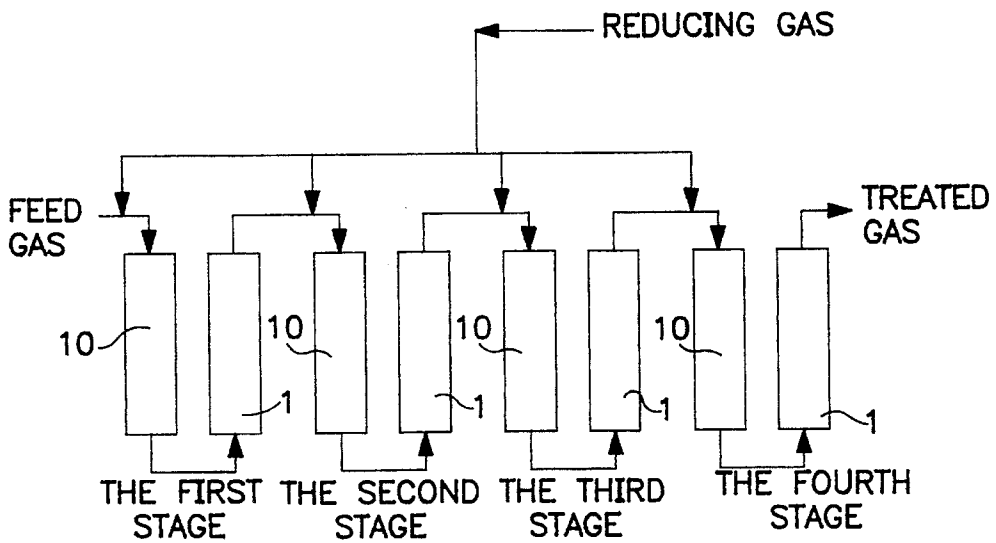 REDUCING GAS
FEED
GAS
TREATED
GAS
10
1
10
1
10
1
10
1
THE FIRST
STAGE
THE SECOND
STAGE
THE THIRD
STAGE
THE FOURTH
STAGE